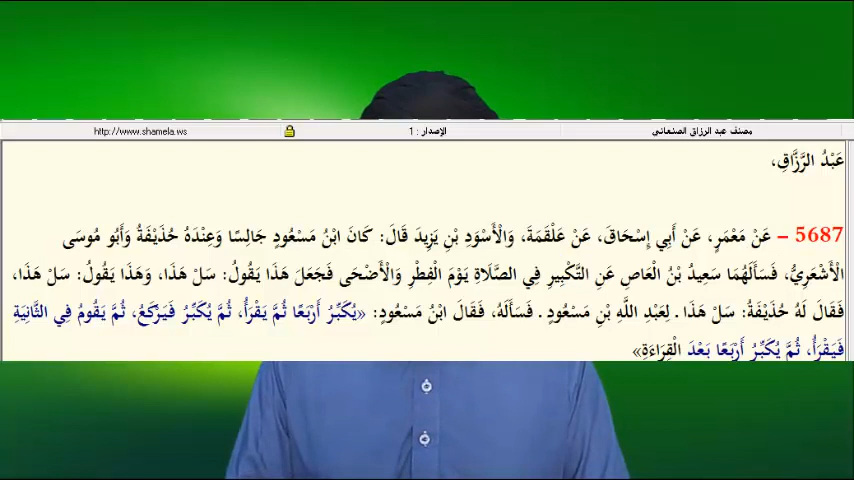 http://www.shamela.ws الإصدار : 1 مصنف عبد الرزاق الصنعاني
عَبْدُ الرَّزَّاقِ،
5687 – عَنْ مَعْمَرٍ، عَنْ أَبِي إِسْحَاقَ، عَنْ عَلْقَمَةَ، وَالْأَسْوَدِ بْنِ يَزِيدَ قَالَ: كَانَ ابْنُ مَسْعُودٍ جَالِسًا وَعِنْدَهُ حُذَيْفَةُ وَأَبُو مُوسَى
الْأَشْعَرِيُّ، فَسَأَلَهُمَا سَعِيدُ بْنُ الْعَاصِ عَنِ التَّكْبِيرِ فِي الصَّلَاةِ يَوْمَ الْفِطْرِ وَالْأَضْحَى فَجَعَلَ هَذَا يَقُولُ: سَلْ هَذَا، وَهَذَا يَقُولُ: سَلْ هَذَا،
فَقَالَ لَهُ حُذَيْفَةُ: سَلْ هَذَا . لِعَبْدِ اللَّهِ بْنِ مَسْعُودٍ . فَسَأَلَهُ، فَقَالَ ابْنُ مَسْعُودٍ: «يُكَبِّرُ أَرْبَعًا ثُمَّ يَقْرَأُ، ثُمَّ يُكَبِّرُ فَيَرْكَعُ، ثُمَّ يَقُومُ فِي الثَّانِيَةِ
فَيَقْرَأُ، ثُمَّ يُكَبِّرُ أَرْبَعًا بَعْدَ الْقِرَاءَةِ»